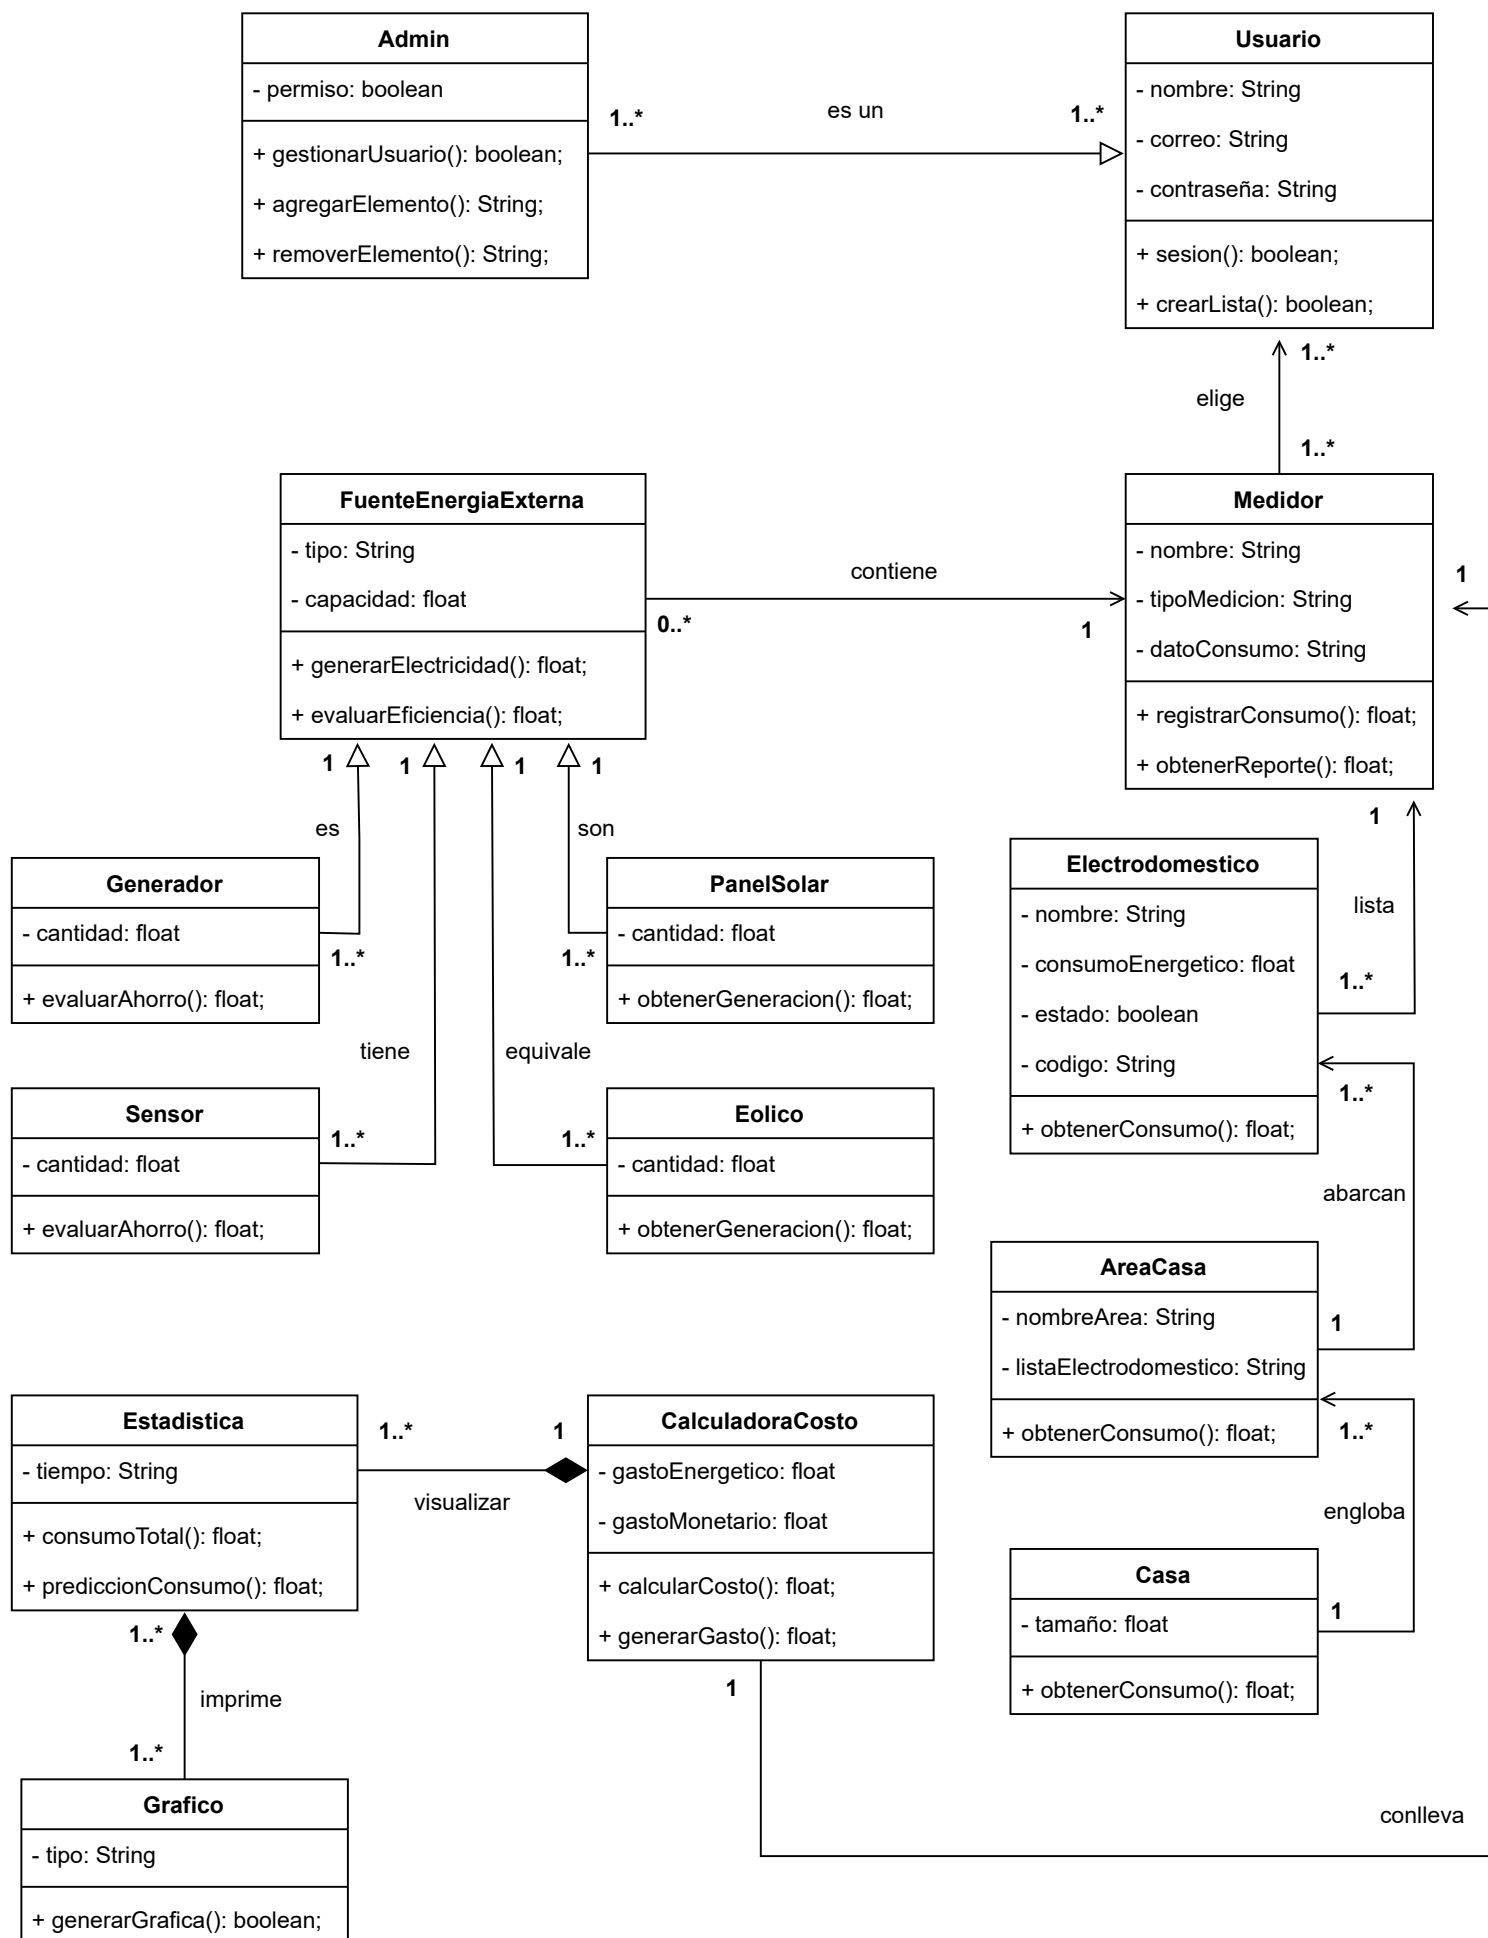 Admin
- permiso: boolean
+ gestionarUsuario(): boolean;
+ agregarElemento(): String;
+ removerElemento(): String;
1..*
es un
1..*
Usuario
- nombre: String
- correo: String
- contraseña: String
+ sesion(): boolean;
+ crearLista(): boolean;
1..*
elige
1..*
FuenteEnergiaExterna
- tipo: String
- capacidad: float
+ generarElectricidad(): float;
+ evaluarEficiencia(): float;
contiene
0..*
1
Medidor
- nombre: String
- tipoMedicion: String
- datoConsumo: String
+ registrarConsumo(): float;
+ obtenerReporte(): float;
1
1
1
1
1
es
son
1
lista
1..*
Generador
- cantidad: float
+ evaluarAhorro(): float;
1..*
PanelSolar
- cantidad: float
+ obtenerGeneracion(): float;
1..*
tiene
equivale
Electrodomestico
- nombre: String
- consumoEnergetico: float
- estado: boolean
- codigo: String
+ obtenerConsumo(): float;
1..*
Sensor
- cantidad: float
+ evaluarAhorro(): float;
1..*
Eolico
- cantidad: float
+ obtenerGeneracion(): float;
1..*
abarcan
AreaCasa
- nombreArea: String
- listaElectrodomestico: String
+ obtenerConsumo(): float;
1
1..*
engloba
Estadistica
- tiempo: String
+ consumoTotal(): float;
+ prediccionConsumo(): float;
1..*
1
visualizar
CalculadoraCosto
- gastoEnergetico: float
- gastoMonetario: float
+ calcularCosto(): float;
+ generarGasto(): float;
1
Casa
- tamaño: float
+ obtenerConsumo(): float;
1
1..*
imprime
1..*
Grafico
- tipo: String
+ generarGrafica(): boolean;
conlleva